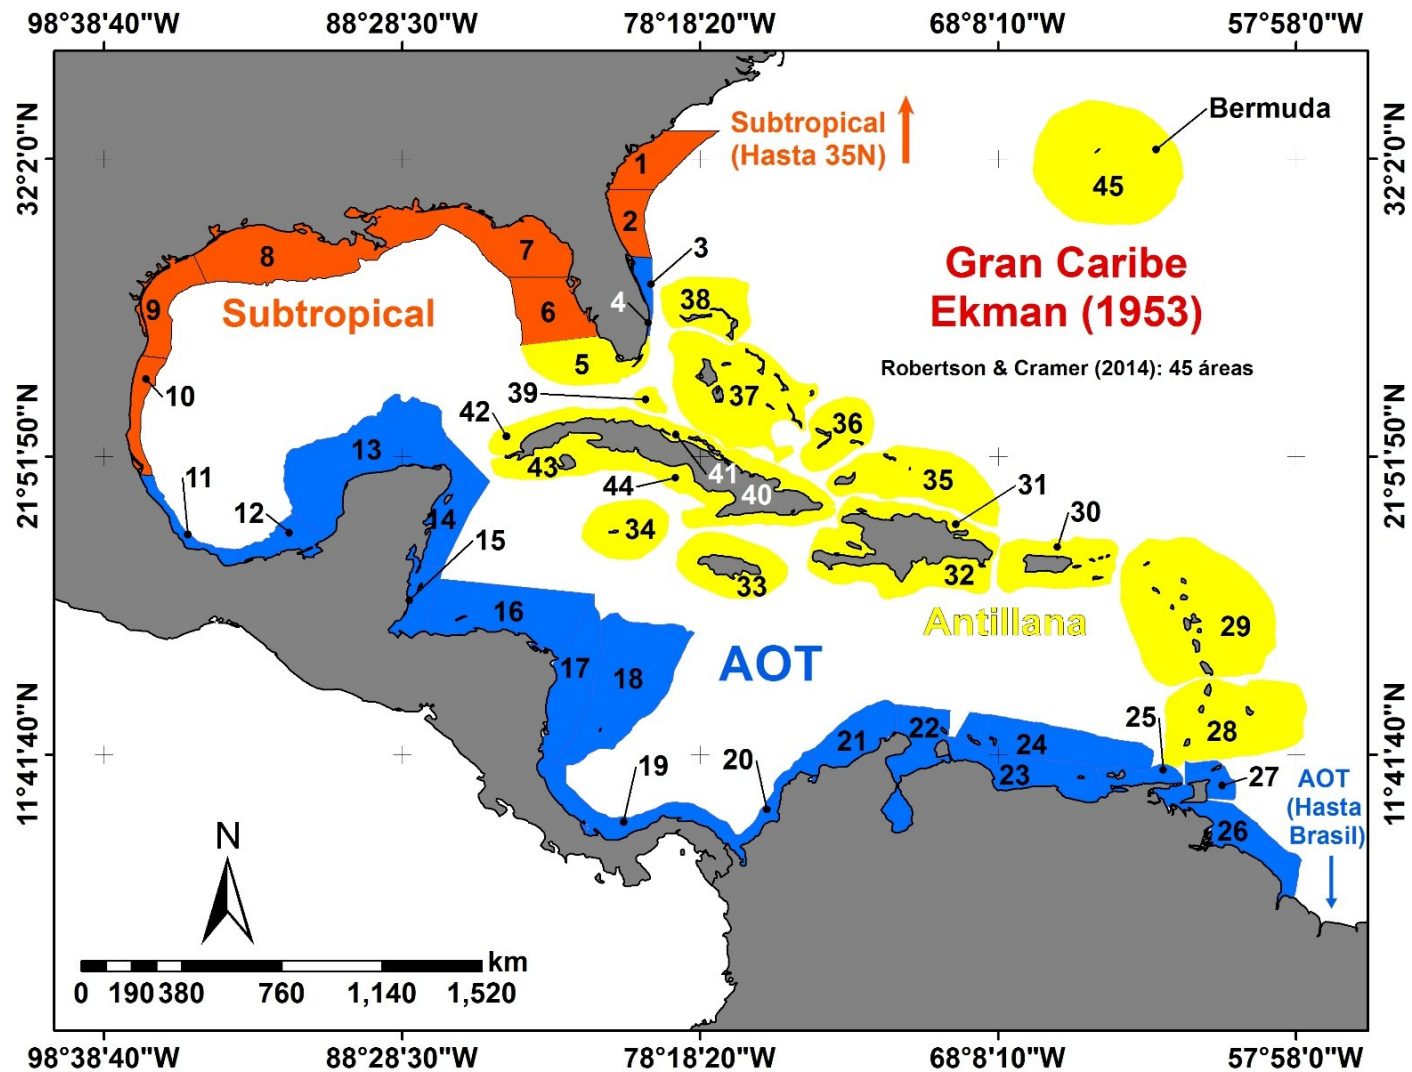 98°38'40"W 88°28'30"W 78°18'20"W 68°8'10"W 57°58'0"W
32°2'0"N
21°51'50"N
11°41'40"N
Subtropical
(Hasta 35N)
Bermuda
45
Gran Caribe
Ekman (1953)
Robertson & Cramer (2014): 45 áreas
1
2
3
4
5
6
7
8
9
10
Subtropical
11
12
13
14
15
16
17
18
19
20
21
22
23
24
25
26
27
28
29
30
31
32
33
34
35
36
37
38
39
40
41
42
43
44
Antillana
AOT
AOT
(Hasta
Brasil)
N
km
0 190 380 760 1,140 1,520
32°2'0"N
21°51'50"N
11°41'40"N
98°38'40"W 88°28'30"W 78°18'20"W 68°8'10"W 57°58'0"W